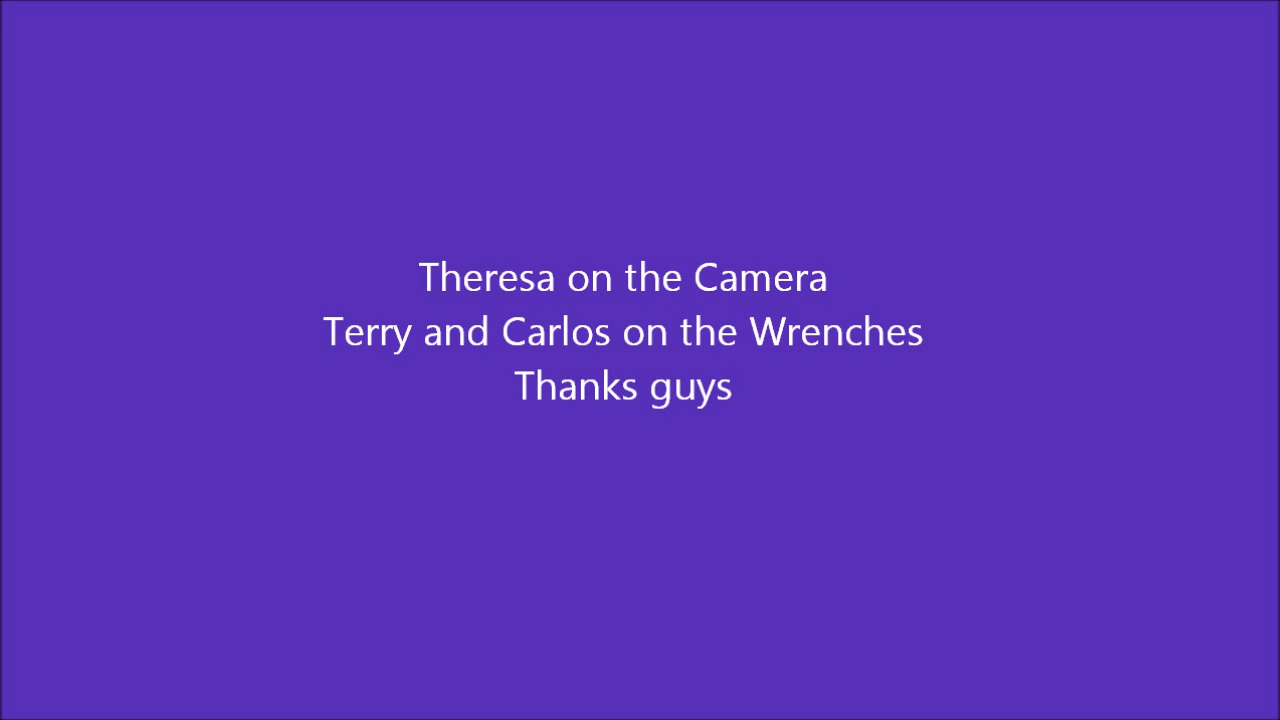 Theresa on the Camera
Terry and Carlos on the Wrenches
Thanks guys